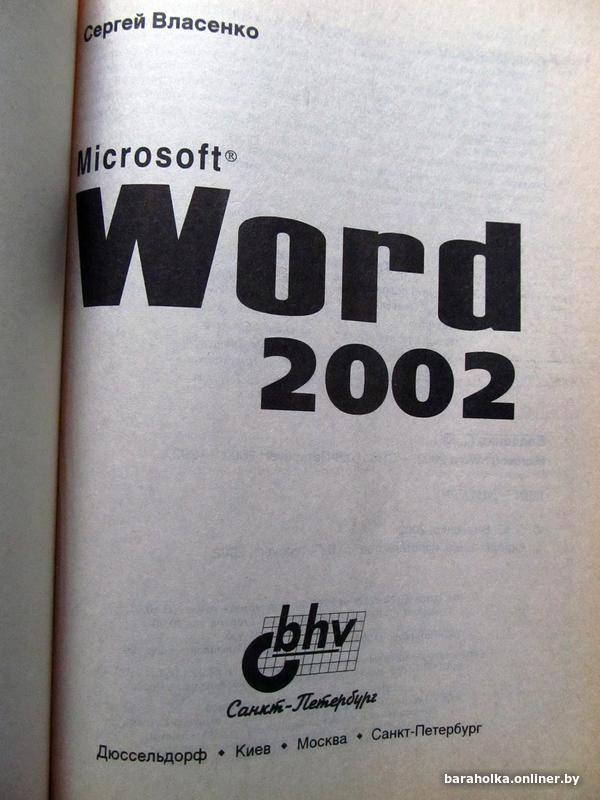 Сергей Власенко
Microsoft®
Word
2002
bhv
Санкт-Петербург
Дюссельдорф ◆ Киев ◆ Москва ◆ Санкт-Петербург
baraholka.onliner.by